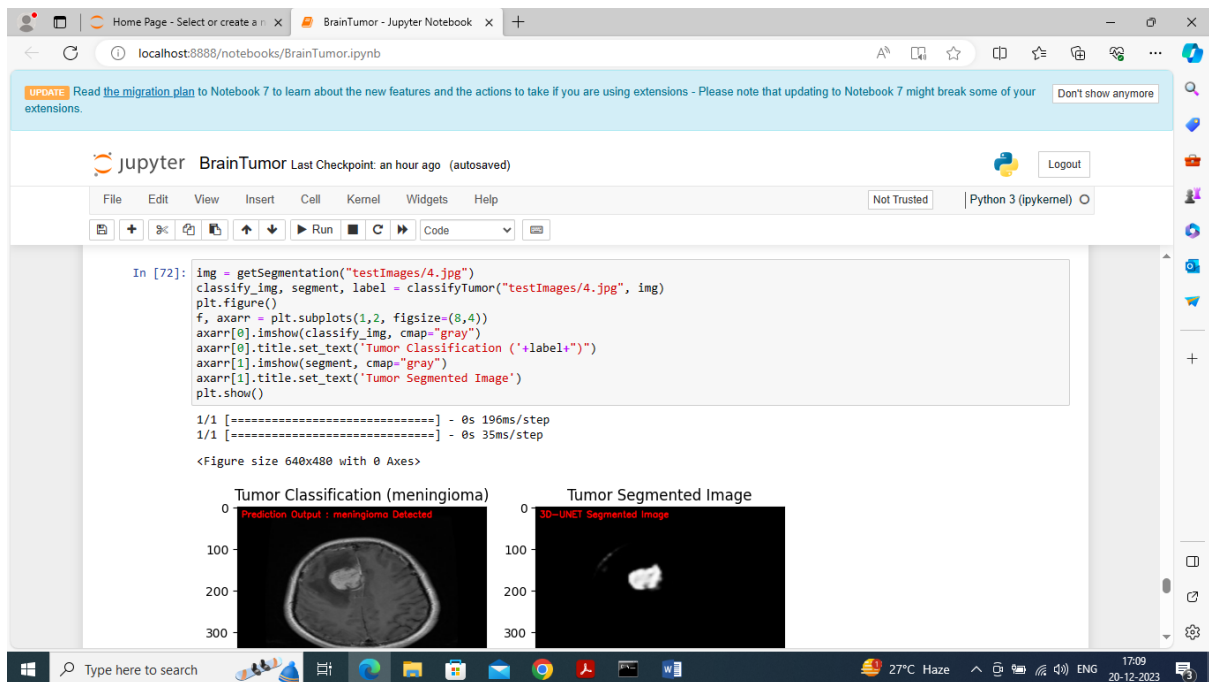 Home Page - Select or create a n
BrainTumor - Jupyter Notebook
localhost:8888/notebooks/BrainTumor.ipynb
UPDATE Read the migration plan to Notebook 7 to learn about the new features and the actions to take if you are using extensions - Please note that updating to Notebook 7 might break some of your
extensions.
Don't show anymore
jupyter BrainTumor Last Checkpoint: an hour ago (autosaved)
Logout
File Edit View Insert Cell Kernel Widgets Help
Not Trusted
Python 3 (ipykernel)
Run
Code
In [72]: img = getSegmentation("testImages/4.jpg")
classify_img, segment, label = classifyTumor("testImages/4.jpg", img)
plt.figure()
f, axarr = plt.subplots(1,2, figsize=(8,4))
axarr[0].imshow(classify_img, cmap="gray")
axarr[0].title.set_text('Tumor Classification ('+label+")")
axarr[1].imshow(segment, cmap="gray")
axarr[1].title.set_text('Tumor Segmented Image')
plt.show()
1/1 [==============================] - 0s 196ms/step
1/1 [==============================] - 0s 35ms/step
<Figure size 640x480 with 0 Axes>
Tumor Classification (meningioma)
Prediction Output : meningioma Detected
0
100
200
300
Tumor Segmented Image
3D-UNET Segmented Image
0
100
200
300
Type here to search
27°C Haze
ENG
17:09
20-12-2023
3